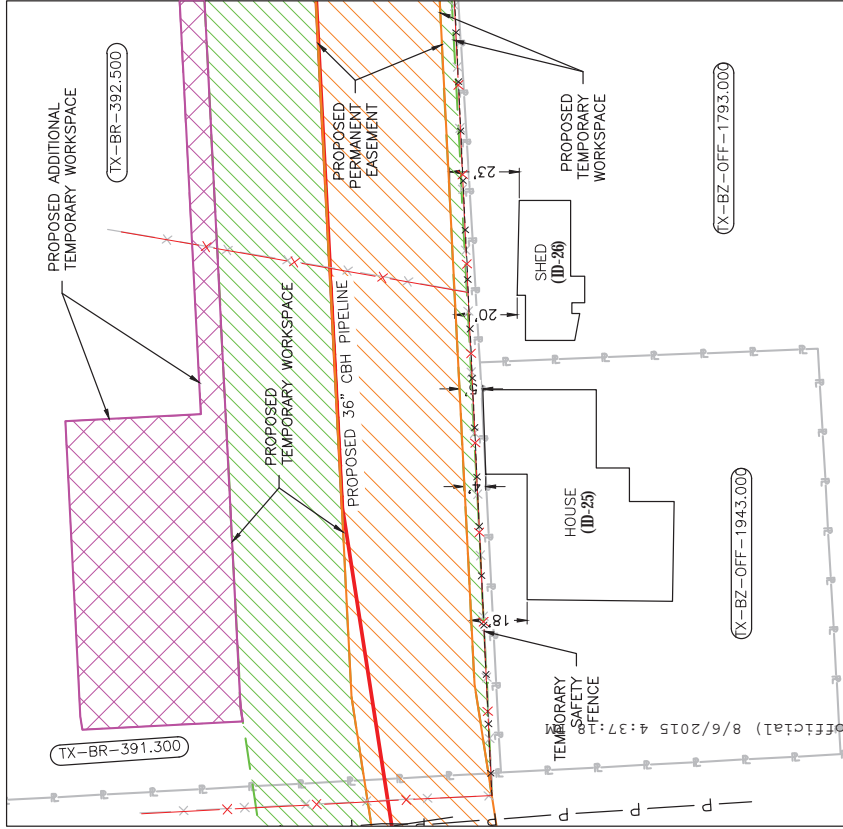 PROPOSED ADDITIONAL
TEMPORARY WORKSPACE
TX-BR-392.500
PROPOSED
PERMANENT
EASEMENT
PROPOSED
TEMPORARY
WORKSPACE
TX-BZ-OFF-1793.000
23'
SHED
(ID-26)
20'
PROPOSED
TEMPORARY WORKSPACE
PROPOSED 36" CBH PIPELINE
4'
HOUSE
(ID-25)
18'
TX-BZ-OFF-1943.000
TEMPORARY
SAFETY
FENCE
TX-BR-391.300
official) 8/6/2015 4:37:18 PM
P
P
P
P
P